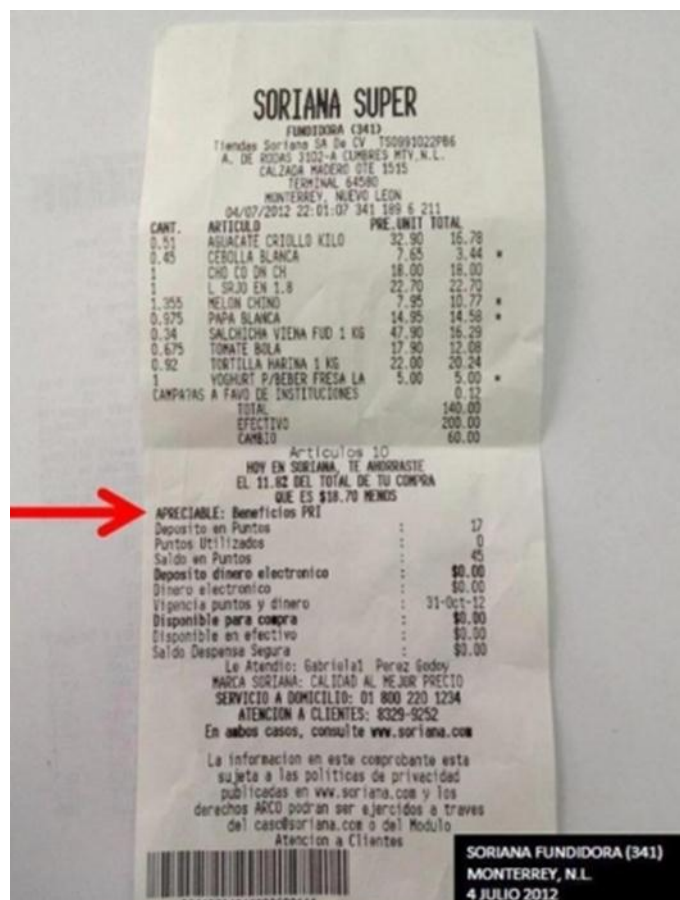 SORIANA SUPER
FUNDIDORA (341)
Tiendas Soriana SA De CV TSO991022PB6
A. DE RODAS 3102-A CUMBRES MTY,N.L.
CALZADA MADERO OTE 1515
TERMINAL 64580
MONTERREY, NUEVO LEON
04/07/2012 22:01:07 341 189 6 211
CANT. ARTICULO PRE.UNIT TOTAL
0.51 AGUACATE CRIOLLO KILO 32.90 16.78
0.45 CEBOLLA BLANCA 7.65 3.44 *
1 CHO CO DN CH 18.00 18.00
1 L SRJO EN 1.8 22.70 22.70
1.355 MELON CHINO 7.95 10.77 *
0.975 PAPA BLANCA 14.95 14.58 *
0.34 SALCHICHA VIENA FUD 1 KG 47.90 16.29
0.675 TOMATE BOLA 17.90 12.08
0.92 TORTILLA HARINA 1 KG 22.00 20.24
1 YOGHURT P/BEBER FRESA LA 5.00 5.00 *
CAMPA?AS A FAVO DE INSTITUCIONES 0.12
TOTAL 140.00
EFECTIVO 200.00
CAMBIO 60.00
Articulos 10
HOY EN SORIANA, TE AHORRASTE
EL 11.82 DEL TOTAL DE TU COMPRA
QUE ES $18.70 MENOS
APRECIABLE: Beneficios PRI
Deposito en Puntos : 17
Puntos Utilizados : 0
Saldo en Puntos : 45
Deposito dinero electronico : $0.00
Dinero electronico : $0.00
Vigencia puntos y dinero : 31-Oct-12
Disponible para compra : $0.00
Disponible en efectivo : $0.00
Saldo Despensa Segura : $0.00
Le Atendio: Gabriela1 Perez Godoy
MARCA SORIANA: CALIDAD AL MEJOR PRECIO
SERVICIO A DOMICILIO: 01 800 220 1234
ATENCION A CLIENTES: 8329-9252
En ambos casos, consulte www.soriana.com
La informacion en este comprobante esta
sujeta a las politicas de privacidad
publicadas en www.soriana.com y los
derechos ARCO podran ser ejercidos a traves
del caso@soriana.com o del Modulo
Atencion a Clientes
SORIANA FUNDIDORA (341)
MONTERREY, N.L.
4 JULIO 2012